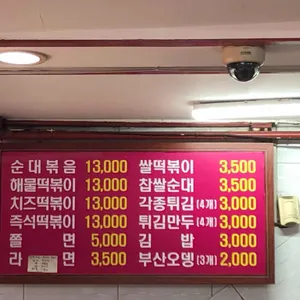 순대볶음 13,000
해물떡볶이 13,000
치즈떡볶이 13,000
즉석떡볶이 13,000
쫄면 5,000
라면 3,500
쌀떡볶이 3,500
찹쌀순대 3,500
각종튀김(4개) 3,000
튀김만두(4개) 3,000
김밥 3,000
부산오뎅(3개) 2,000